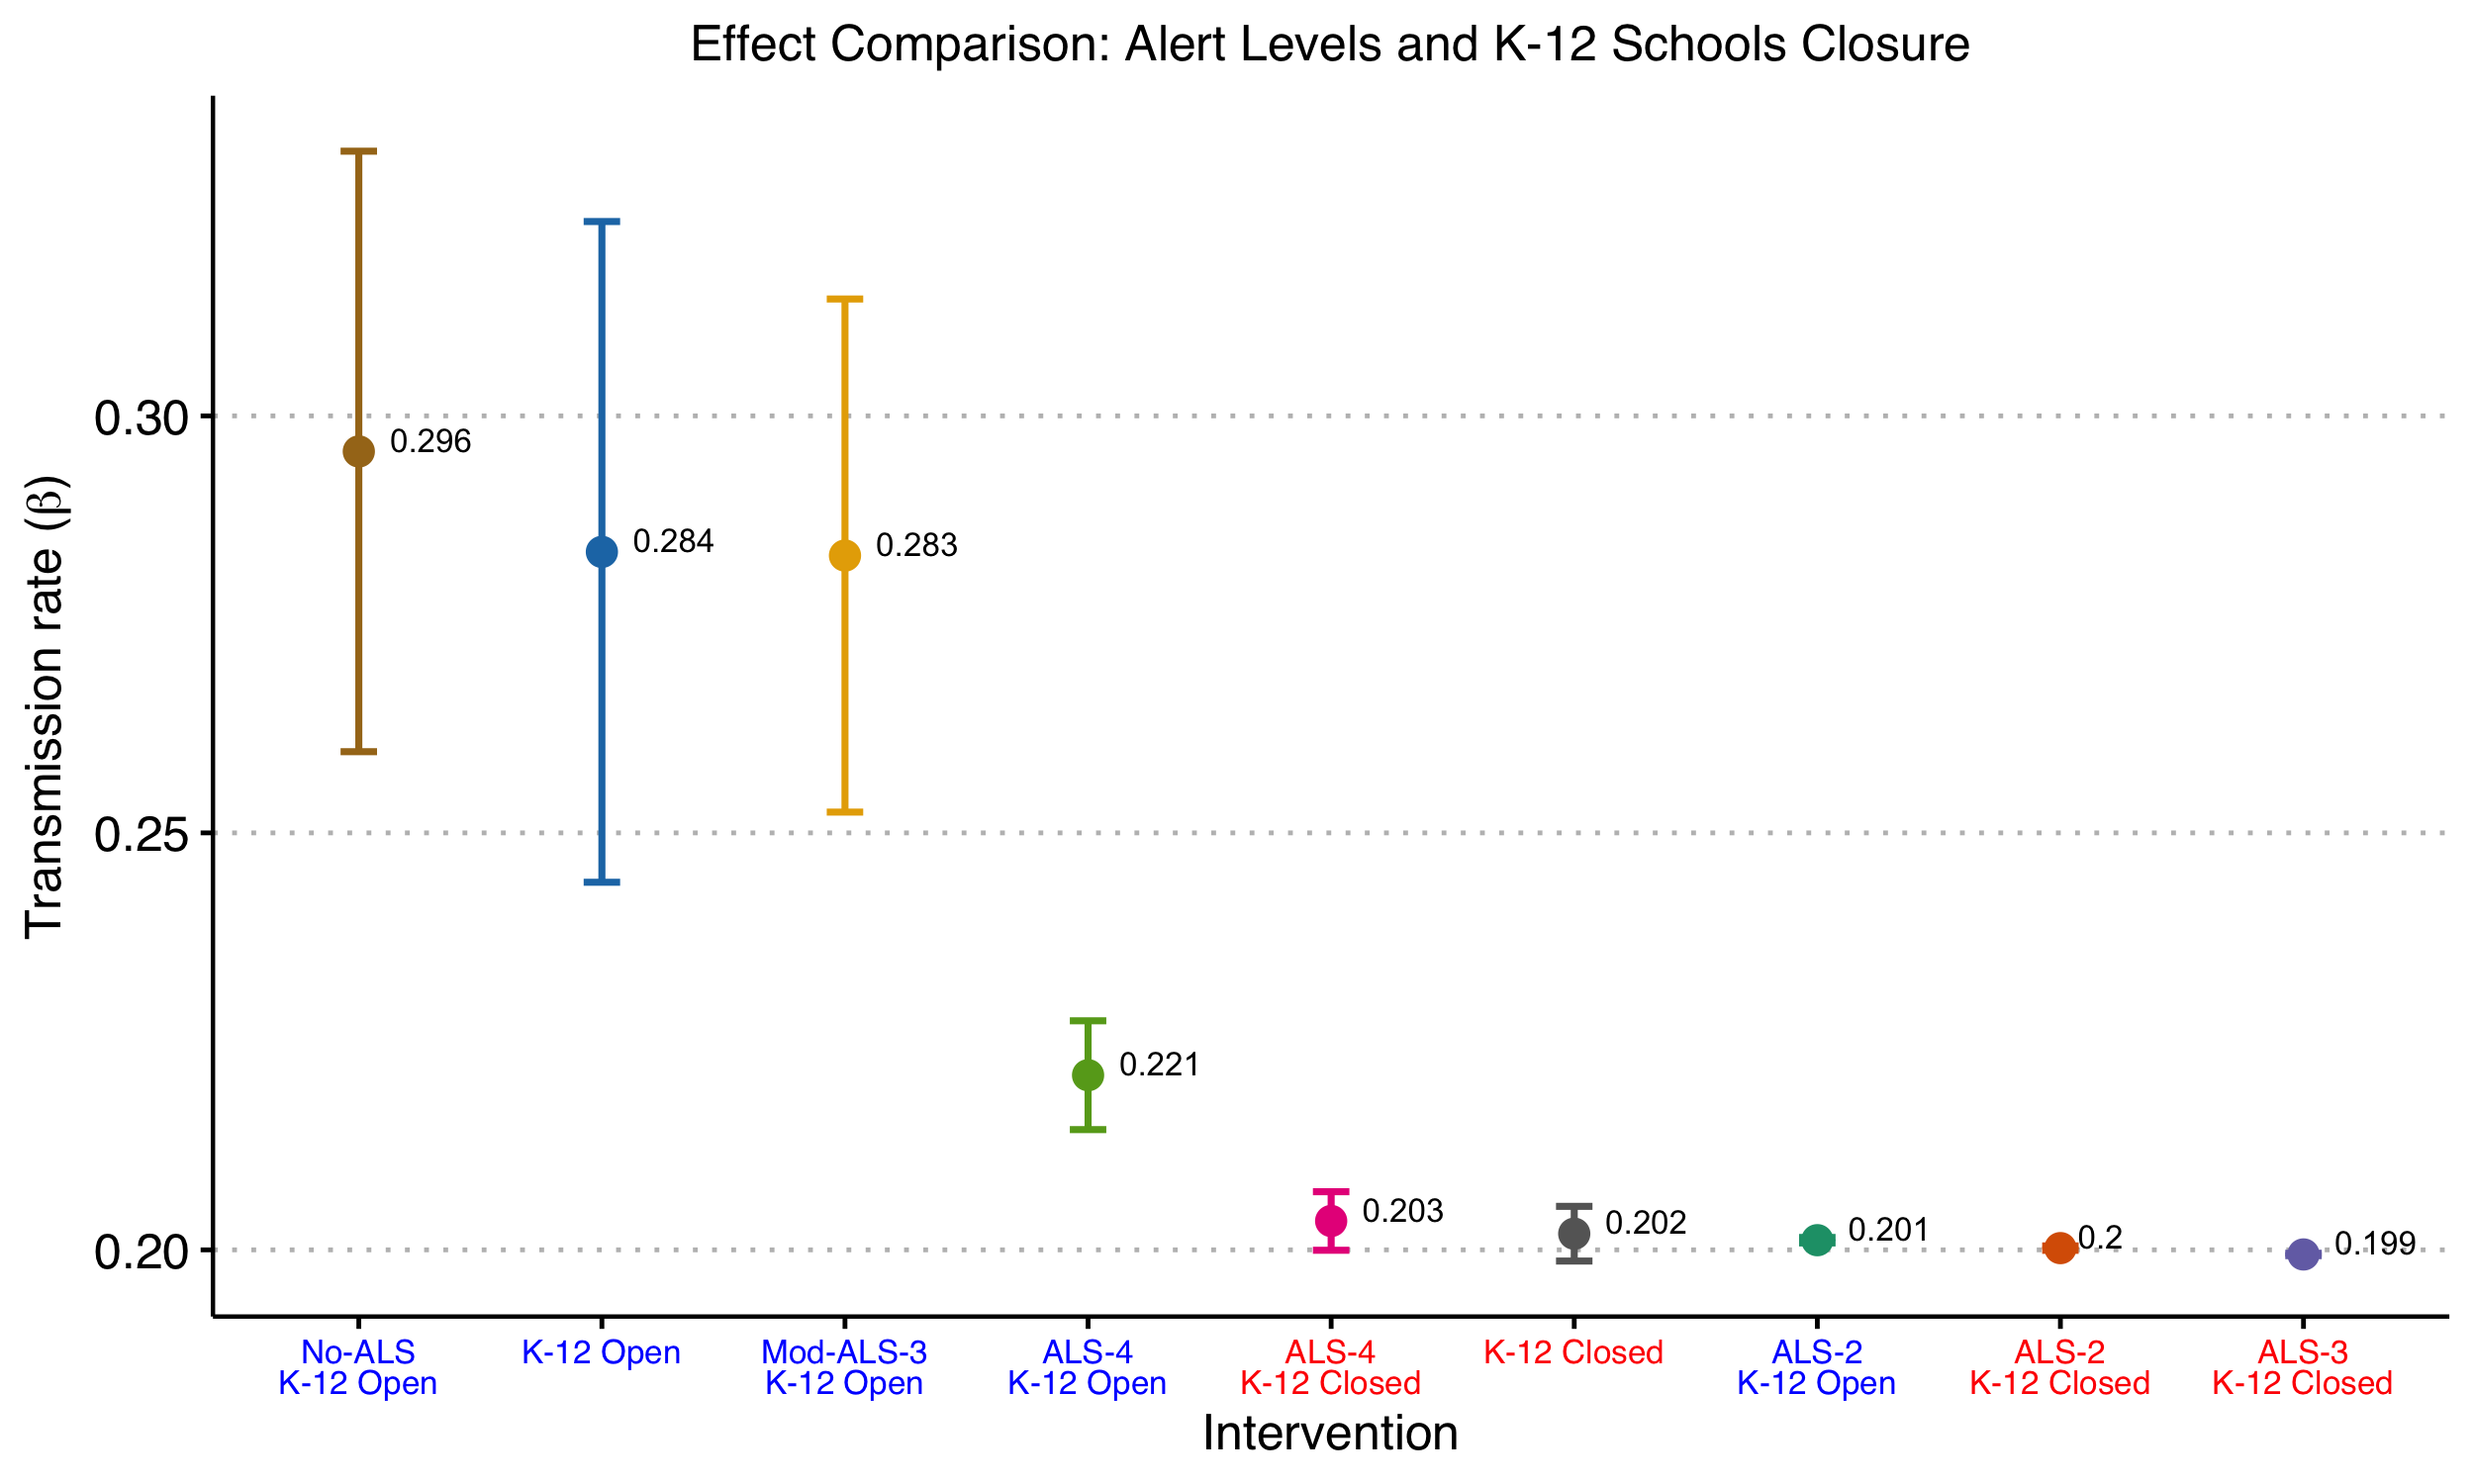 Effect Comparison: Alert Levels and K-12 Schools Closure
Transmission rate (β)
0.30
0.25
0.20
0.296
0.284
0.283
0.221
0.203
0.202
0.201
0.2
0.199
No-ALS
K-12 Open
K-12 Open
Mod-ALS-3
K-12 Open
ALS-4
K-12 Open
ALS-4
K-12 Closed
K-12 Closed
ALS-2
K-12 Open
ALS-2
K-12 Closed
ALS-3
K-12 Closed
Intervention